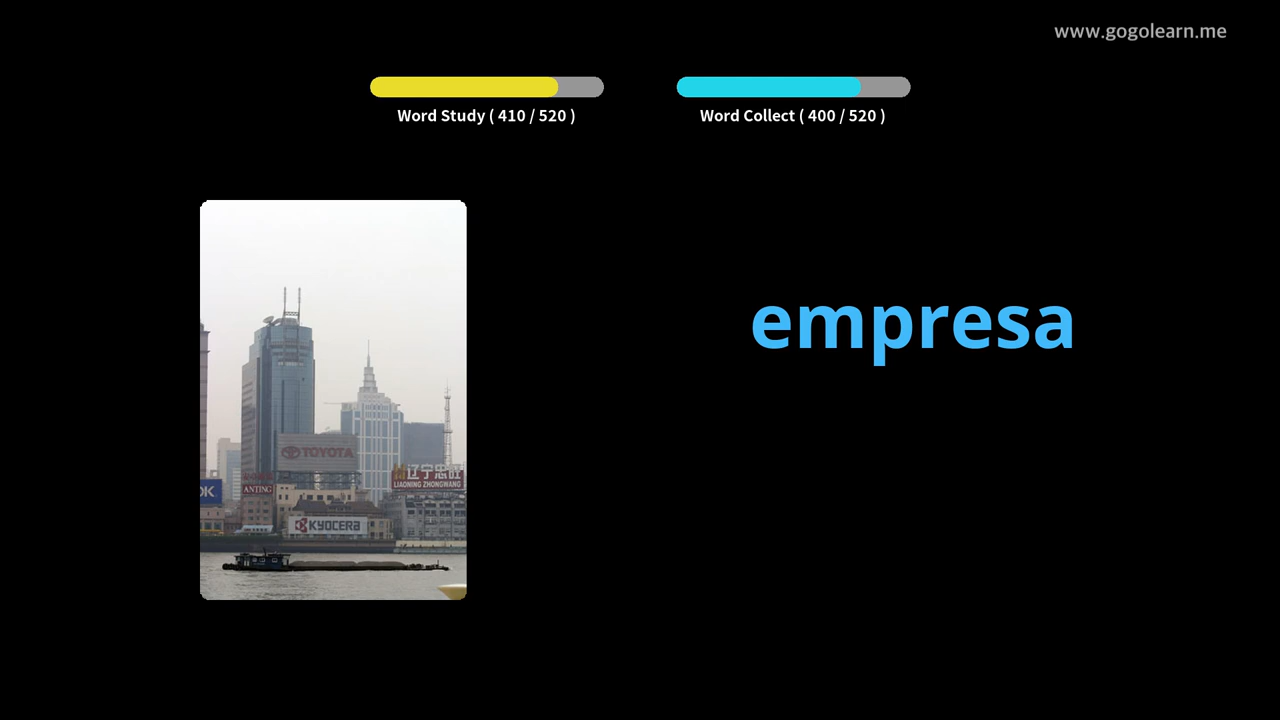 www.gogolearn.me
Word Study ( 410 / 520 )
Word Collect ( 400 / 520 )
empresa
TOYOTA
辽宁忠旺
LIAONING ZHONGWANG
OK
ANTING
KYOCERA